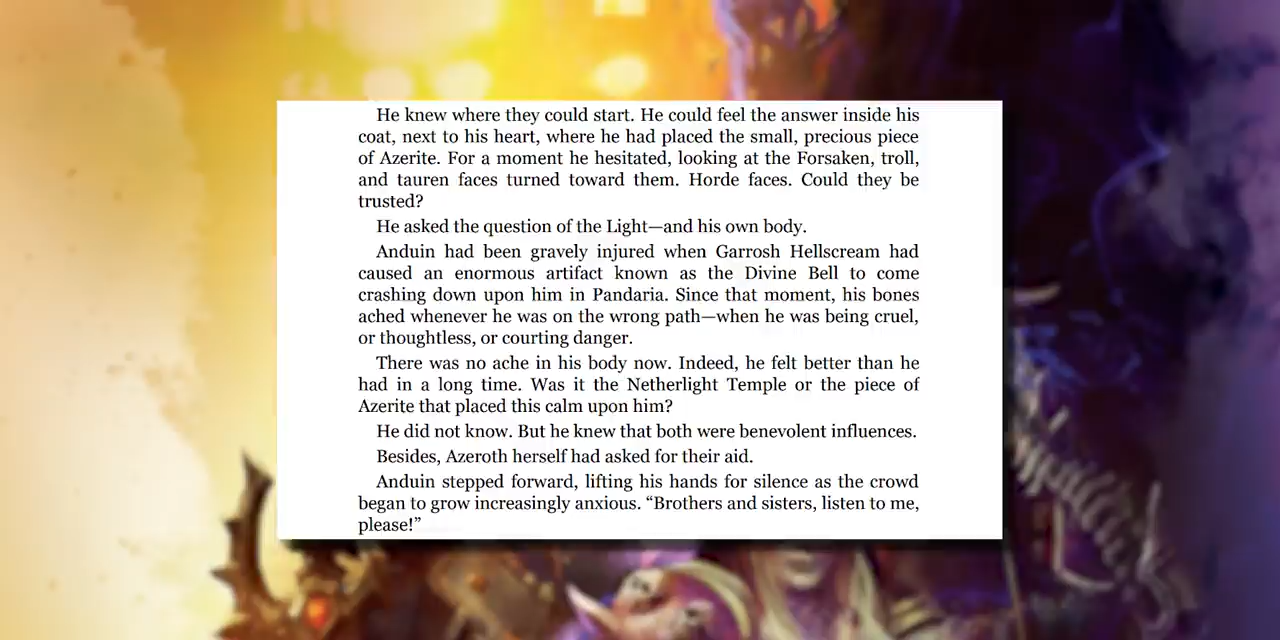 He knew where they could start. He could feel the answer inside his
coat, next to his heart, where he had placed the small, precious piece
of Azerite. For a moment he hesitated, looking at the Forsaken, troll,
and tauren faces turned toward them. Horde faces. Could they be
trusted?
He asked the question of the Light—and his own body.
Anduin had been gravely injured when Garrosh Hellscream had
caused an enormous artifact known as the Divine Bell to come
crashing down upon him in Pandaria. Since that moment, his bones
ached whenever he was on the wrong path—when he was being cruel,
or thoughtless, or courting danger.
There was no ache in his body now. Indeed, he felt better than he
had in a long time. Was it the Netherlight Temple or the piece of
Azerite that placed this calm upon him?
He did not know. But he knew that both were benevolent influences.
Besides, Azeroth herself had asked for their aid.
Anduin stepped forward, lifting his hands for silence as the crowd
began to grow increasingly anxious. “Brothers and sisters, listen to me,
please!”